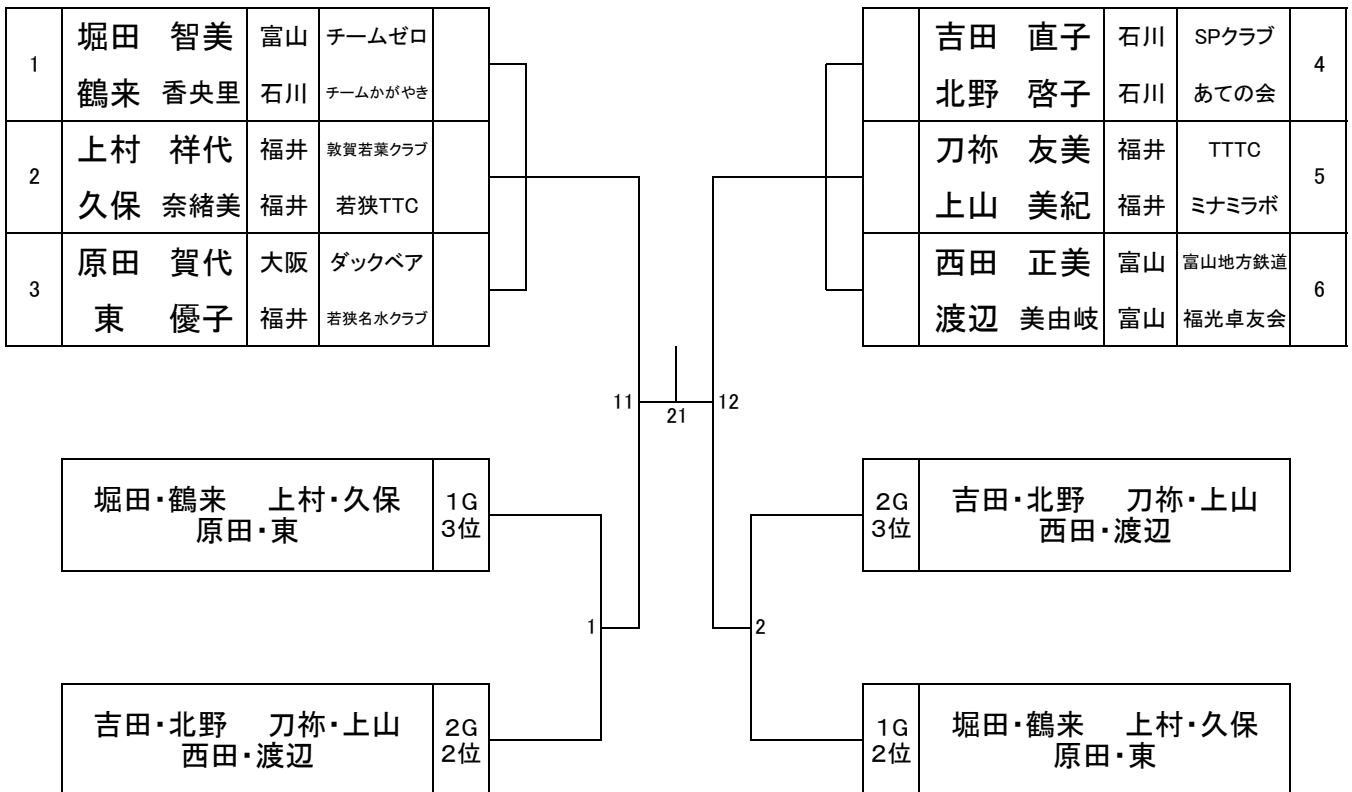 1
堀田　智美 富山 チームゼロ
鶴来　香央里 石川 チームかがやき
2
上村　祥代 福井 敦賀若葉クラブ
久保　奈緒美 福井 若狭TTC
3
原田　賀代 大阪 ダックベア
東　優子 福井 若狭名水クラブ
吉田　直子 石川 SPクラブ
北野　啓子 石川 あての会
4
刀祢　友美 福井 TTTC
上山　美紀 福井 ミナミラボ
5
西田　正美 富山 富山地方鉄道
渡辺　美由岐 富山 福光卓友会
6
11
21
12
堀田・鶴来　上村・久保
原田・東
1G
3位
2G
3位
吉田・北野　刀祢・上山
西田・渡辺
1
2
吉田・北野　刀祢・上山
西田・渡辺
2G
2位
1G
2位
堀田・鶴来　上村・久保
原田・東